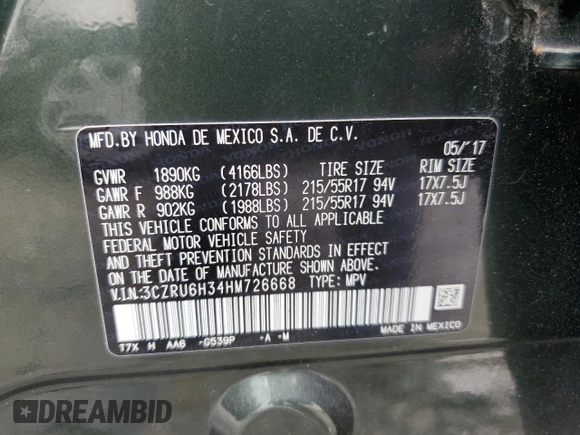 MFD.BY HONDA DE MEXICO S.A. DE C.V.
05/'17
GVWR 1890KG (4166LBS) TIRE SIZE RIM SIZE
GAWR F 988KG (2178LBS) 215/55R17 94V 17X7.5J
GAWR R 902KG (1988LBS) 215/55R17 94V 17X7.5J
THIS VEHICLE CONFORMS TO ALL APPLICABLE
FEDERAL MOTOR VEHICLE SAFETY
AND THEFT PREVENTION STANDARDS IN EFFECT
ON THE DATE OF MANUFACTURE SHOWN ABOVE.
V.I.N.:3CZRU6H34HM726668 TYPE: MPV
T7X H AA6 -G539P -A -M
MADE IN MEXICO
DREAMBID